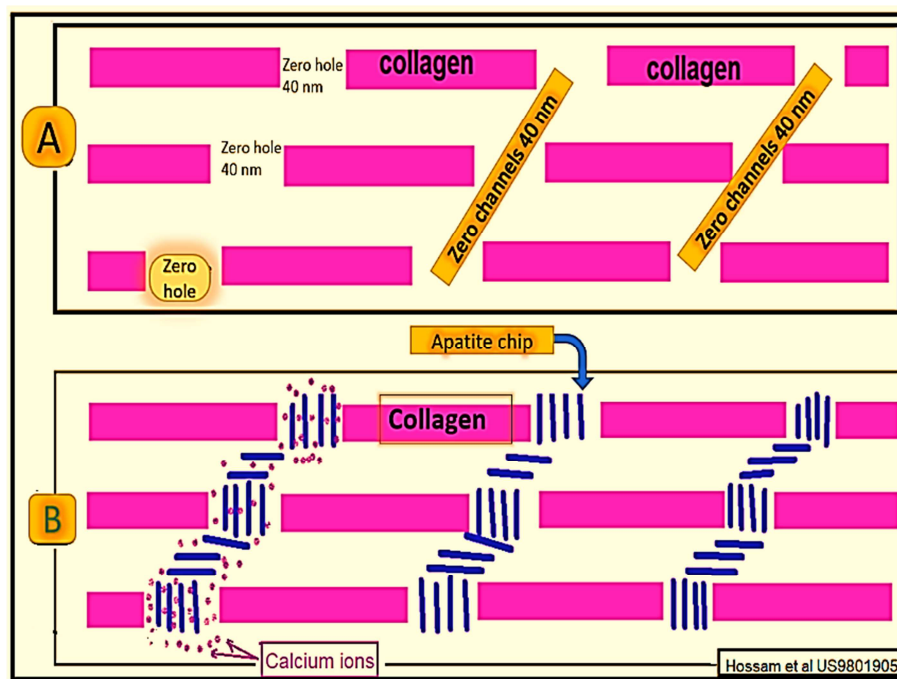 A
Zero hole
40 nm
collagen
collagen
Zero hole
40 nm
Zero channels 40 nm
Zero channels 40 nm
Zero
hole
Apatite chip
B
Collagen
Calcium ions
Hossam et al US9801905